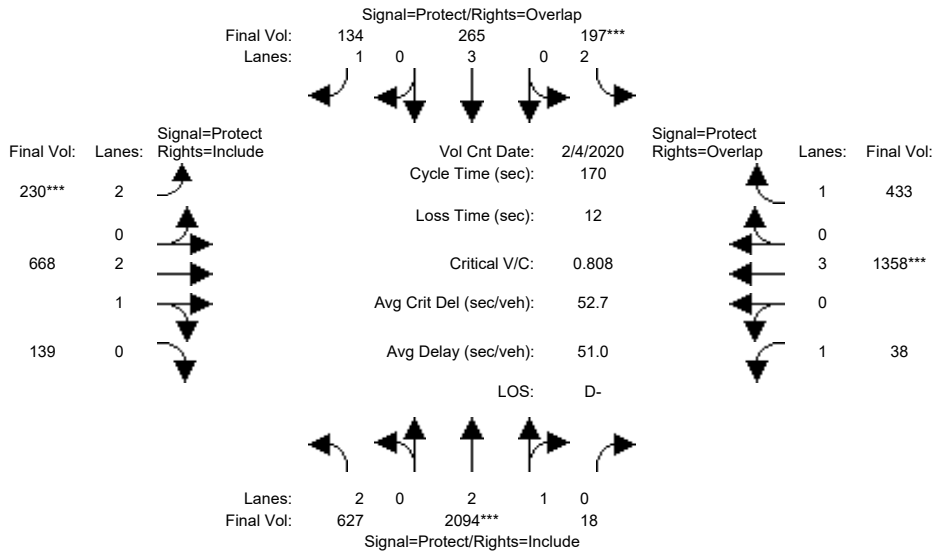 Signal=Protect/Rights=Overlap
Final Vol: 134 265 197***
Lanes: 1 0 3 0 2
Signal=Protect Signal=Protect
Final Vol: Lanes: Rights=Include Vol Cnt Date: 2/4/2020 Rights=Overlap Lanes: Final Vol:
Cycle Time (sec): 170
230*** 2 1 433
Loss Time (sec): 12
0 0
668 2 Critical V/C: 0.808 3 1358***
1 Avg Crit Del (sec/veh): 52.7 0
139 0 Avg Delay (sec/veh): 51.0 1 38
LOS: D-
Lanes: 2 0 2 1 0
Final Vol: 627 2094*** 18
Signal=Protect/Rights=Include